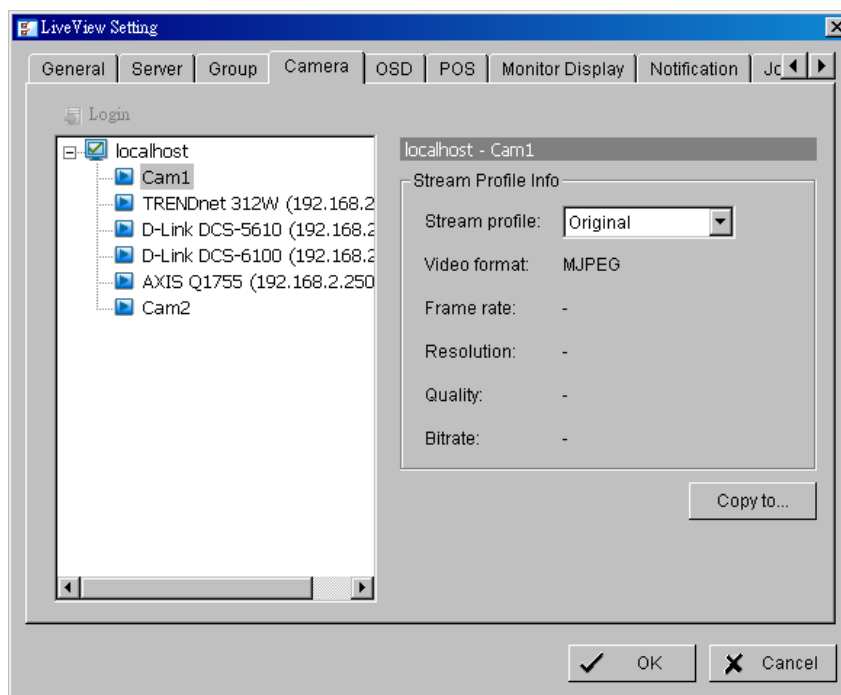 LiveView Setting
General Server Group Camera OSD POS Monitor Display Notification
Login
localhost
Cam1
TRENDnet 312W (192.168.2
D-Link DCS-5610 (192.168.2
D-Link DCS-6100 (192.168.2
AXIS Q1755 (192.168.2.250
Cam2
localhost - Cam1
Stream Profile Info
Stream profile: Original
Video format: MJPEG
Frame rate: -
Resolution: -
Quality: -
Bitrate: -
Copy to...
OK Cancel